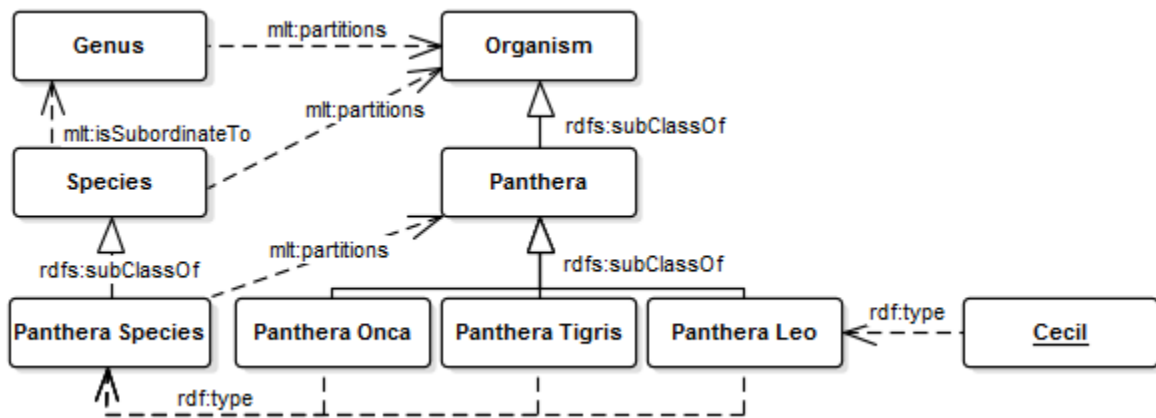 Genus
mlt:partitions
Organism
mlt:partitions
mlt:isSubordinateTo
rdfs:subClassOf
Species
Panthera
mlt:partitions
rdfs:subClassOf
rdfs:subClassOf
Panthera Species
Panthera Onca
Panthera Tigris
Panthera Leo
rdf:type
Cecil
rdf:type